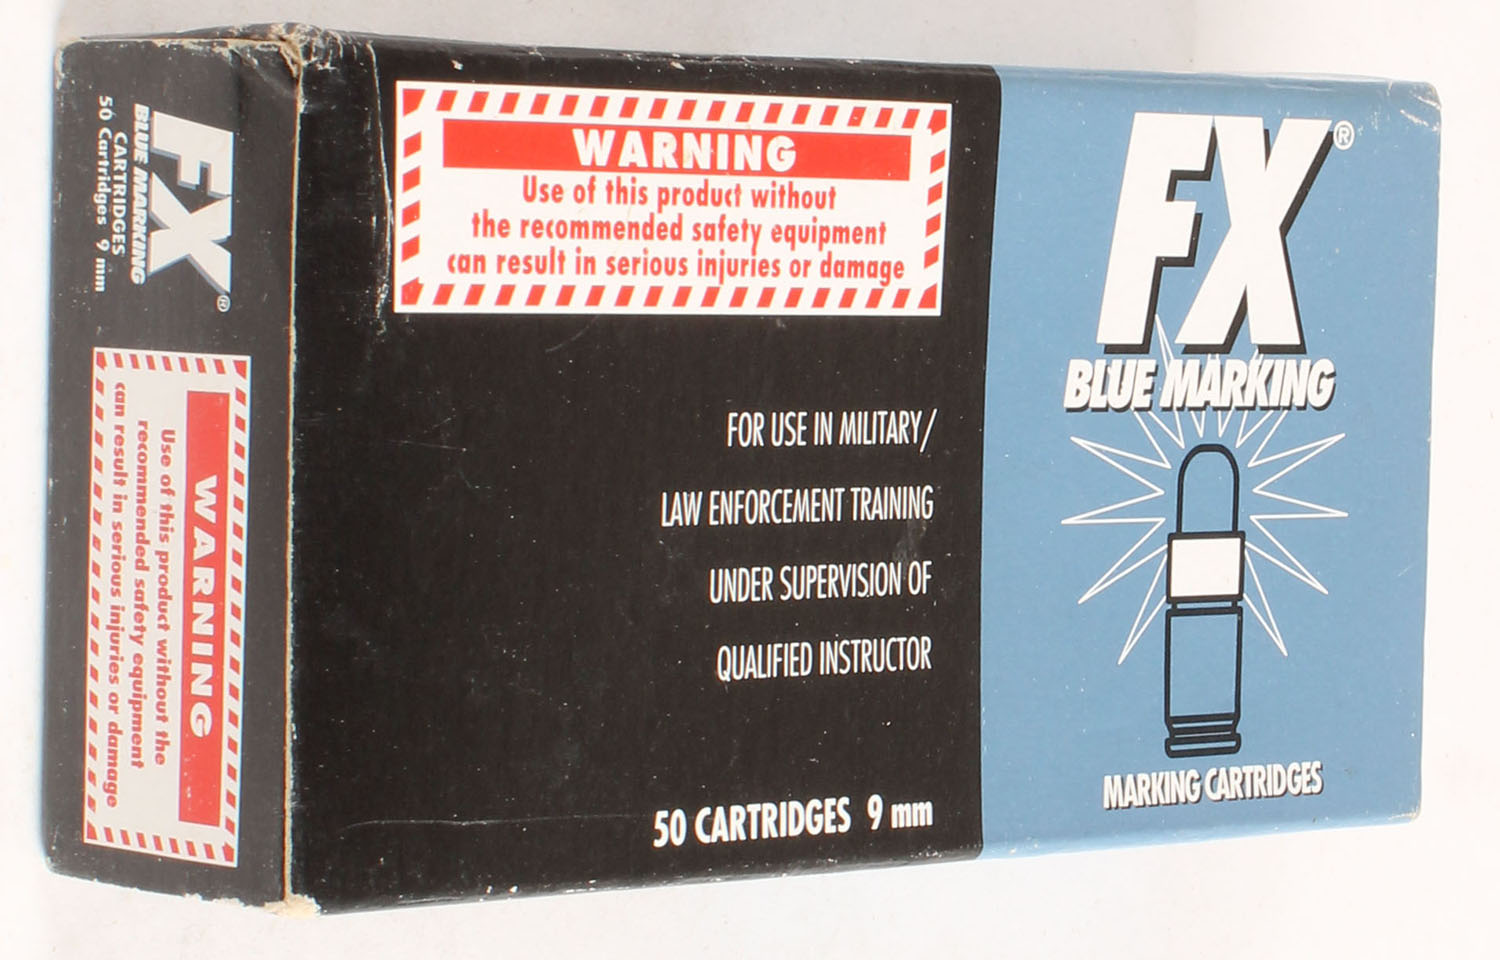 WARNING
Use of this product without
the recommended safety equipment
can result in serious injuries or damage
FOR USE IN MILITARY/
LAW ENFORCEMENT TRAINING
UNDER SUPERVISION OF
QUALIFIED INSTRUCTOR
50 CARTRIDGES 9 mm
FX®
BLUE MARKING
MARKING CARTRIDGES
FX®
BLUE MARKING
CARTRIDGES
50 Cartridges 9 mm
WARNING
Use of this product without the
recommended safety equipment
can result in serious injuries or damage